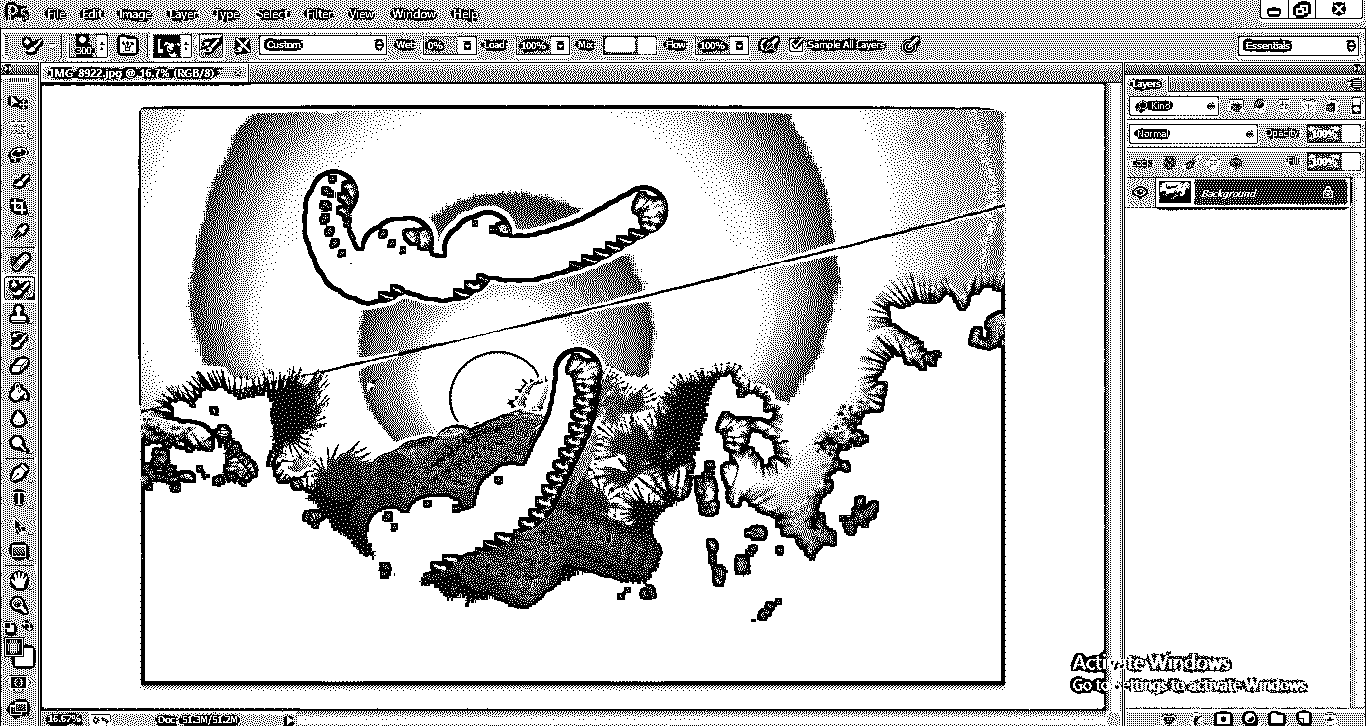 Ps File Edit Image Layer Type Select Filter View Window Help
500 Custom Wet: 0% Load: 100% Mix: Flow: 100% Sample All Layers Essentials
IMG_8922.jpg @ 16.7% (RGB/8)
Layers
Kind
Normal Opacity: 100%
100%
Background
Activate Windows
Go to Settings to activate Windows.
16.67% Doc: 51.3M/51.2M